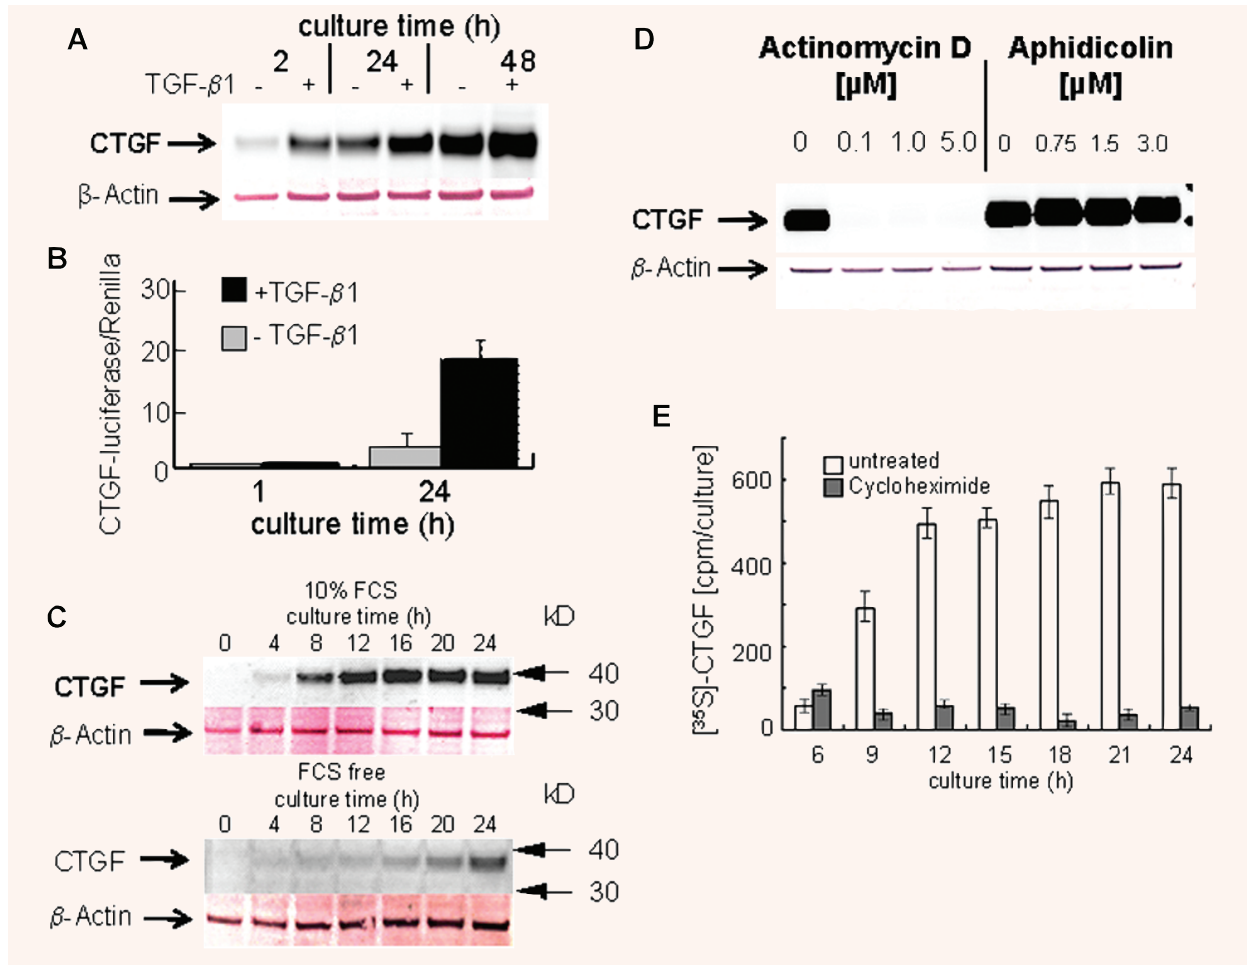 A
culture time (h)
2 24 48
TGF-β1 - + - + - +
CTGF
β-Actin
B
CTGF-luciferase/Renilla
30
20
10
0
+TGF-β1
- TGF-β1
1 24
culture time (h)
C
10% FCS
culture time (h)
kD
0 4 8 12 16 20 24
CTGF
40
30
β-Actin
FCS free
culture time (h)
kD
0 4 8 12 16 20 24
CTGF
40
30
β-Actin
D
Actinomycin D Aphidicolin
[µM] [µM]
0 0.1 1.0 5.0 0 0.75 1.5 3.0
CTGF
β-Actin
E
[³⁵S]-CTGF [cpm/culture]
600
400
200
0
untreated
Cycloheximide
6 9 12 15 18 21 24
culture time (h)